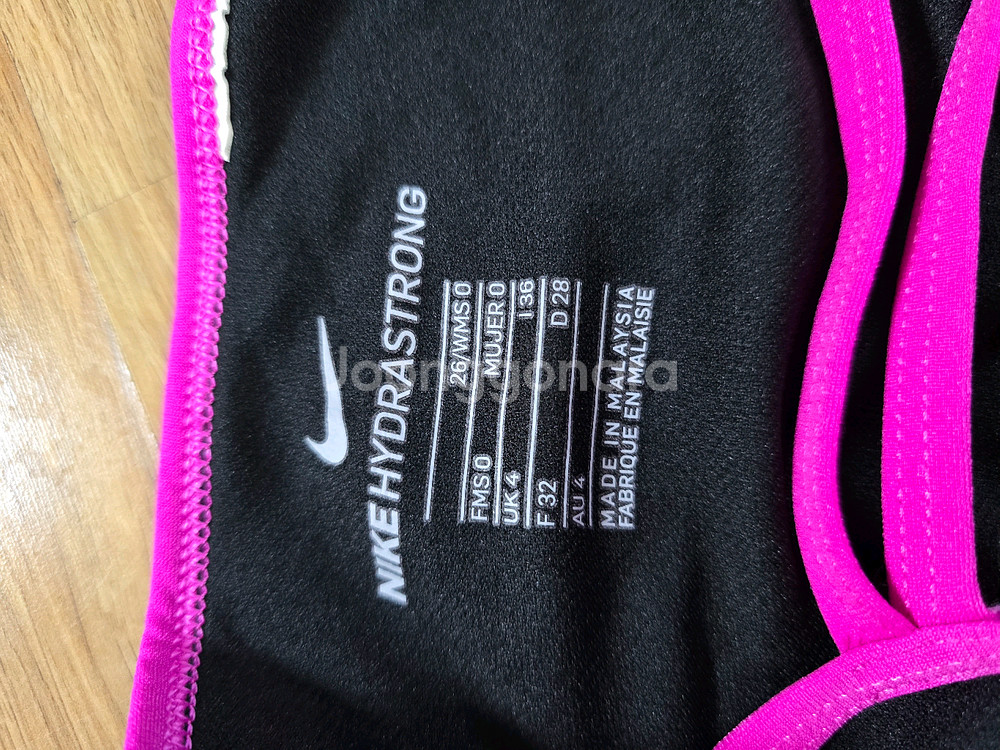 NIKE HYDRASTRONG
26/WMS 0
FMS 0 MUJER 0
UK 4 I 36
F 32 D 28
AU 4
MADE IN MALAYSIA
FABRIQUE EN MALAISIE
Joonggonara